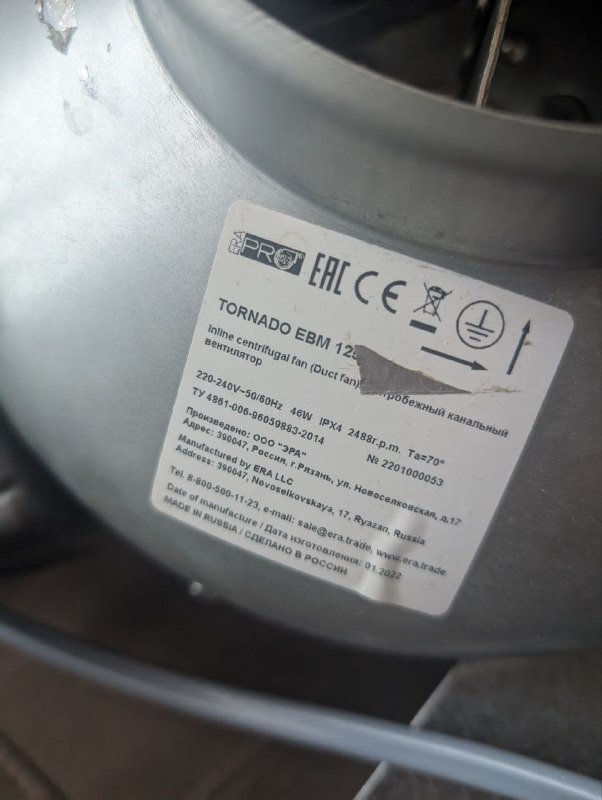 ERA PRO
EAC CE
TORNADO EBM 125
Inline centrifugal fan (Duct fan) канальный
вентилятор
220-240V~50/60Hz 46W IPX4 2488r.p.m. Ta=70°
ТУ 4861-006-96059883-2014 № 2201000053
Произведено: ООО "ЭРА"
Адрес: 390047, Россия, г.Рязань, ул. Новоселковская, д.17
Manufactured by ERA LLC
Address: 390047, Novoselkovskaya, 17, Ryazan, Russia
Tel. 8-800-500-11-23, e-mail: sale@era.trade, www.era.trade
Date of manufacture / Дата изготовления: 01.2022
MADE IN RUSSIA / СДЕЛАНО В РОССИИ